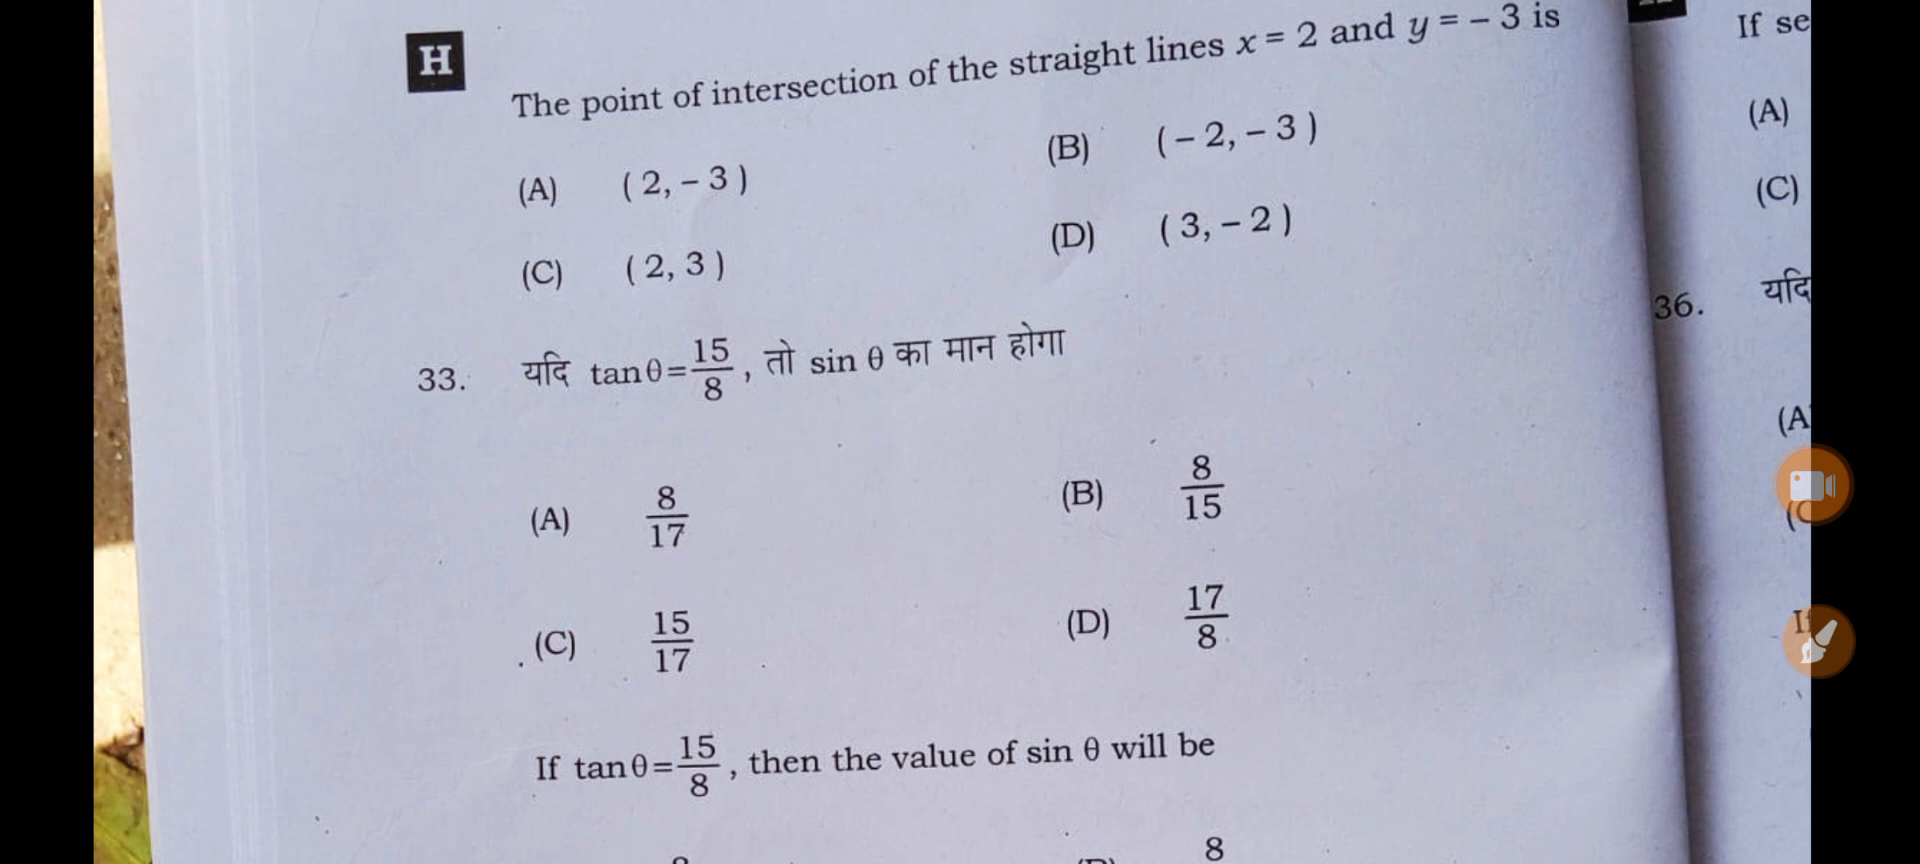 H
The point of intersection of the straight lines x = 2 and y = – 3 is
(A) ( 2, – 3 )
(B) ( – 2, – 3 )
(C) ( 2, 3 )
(D) ( 3, – 2 )
33. यदि tanθ=15/8, तो sin θ का मान होगा
(A) 8/17
(B) 8/15
(C) 15/17
(D) 17/8
If tanθ=15/8, then the value of sin θ will be
8
If se
(A)
(C)
36. यदि
(A